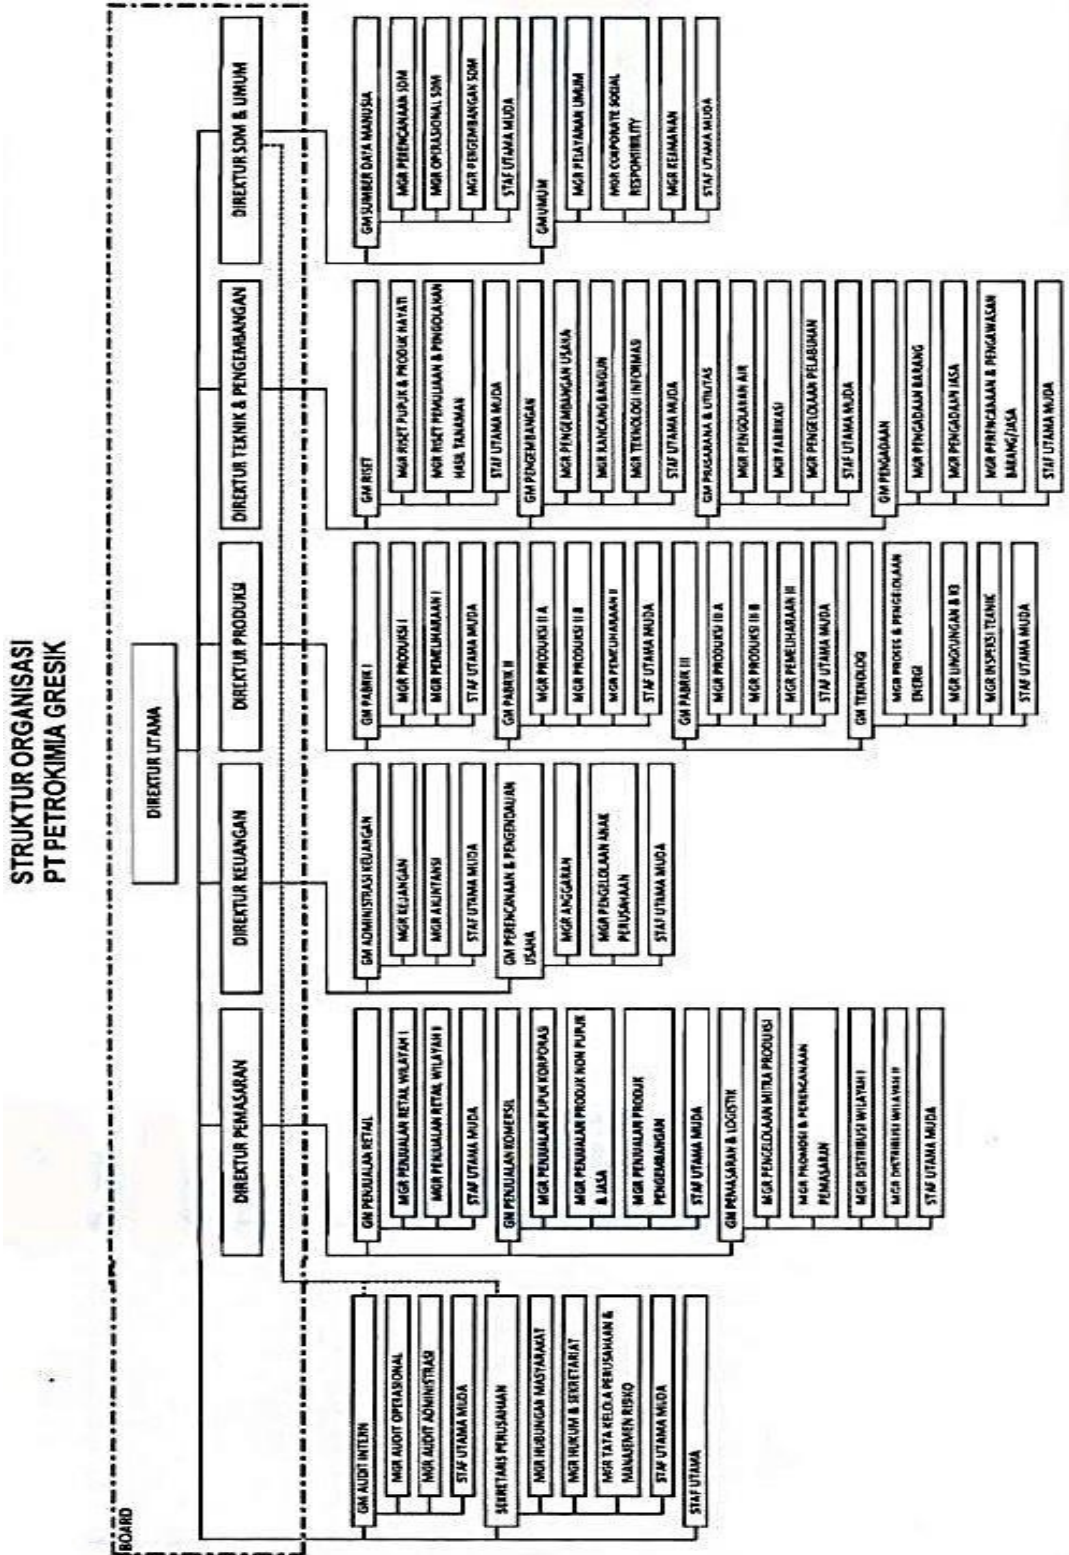 STRUKTUR ORGANISASI
PT PETROKIMIA GRESIK
BOARD
DIREKTUR UTAMA
DIREKTUR PEMASARAN
DIREKTUR KEUANGAN
DIREKTUR PRODUKSI
DIREKTUR TEKNIK & PENGEMBANGAN
DIREKTUR SDM & UMUM
GM AUDIT INTERN
MGR AUDIT OPERASIONAL
MGR AUDIT ADMINISTRASI
STAF UTAMA MUDA
SEKRETARIS PERUSAHAAN
MGR HUBUNGAN MASYARAKAT
MGR HUKUM & SEKRETARIAT
MGR TATA KELOLA PERUSAHAAN &
MANAJEMEN RISIKO
STAF UTAMA MUDA
STAF UTAMA
GM PENJUALAN RETAIL
MGR PENJUALAN RETAIL WILAYAH I
MGR PENJUALAN RETAIL WILAYAH II
STAF UTAMA MUDA
GM PENJUALAN KOMERSIL
MGR PENJUALAN PUPUK KORPORASI
MGR PENJUALAN PRODUK NON PUPUK
& JASA
MGR PENJUALAN PRODUK
PENGEMBANGAN
STAF UTAMA MUDA
GM PEMASARAN & LOGISTIK
MGR PENGELOLAAN MITRA PRODUKSI
MGR PROMOSI & PERENCANAAN
PEMASARAN
MGR DISTRIBUSI WILAYAH I
MGR DISTRIBUSI WILAYAH II
STAF UTAMA MUDA
GM ADMINISTRASI KEUANGAN
MGR KEUANGAN
MGR AKUNTANSI
STAF UTAMA MUDA
GM PERENCANAAN & PENGENDALIAN
USAHA
MGR ANGGARAN
MGR PENGELOLAAN ANAK
PERUSAHAAN
STAF UTAMA MUDA
GM PABRIK I
MGR PRODUKSI I
MGR PEMELIHARAAN I
STAF UTAMA MUDA
GM PABRIK II
MGR PRODUKSI II A
MGR PRODUKSI II B
MGR PEMELIHARAAN II
STAF UTAMA MUDA
GM PABRIK III
MGR PRODUKSI III A
MGR PRODUKSI III B
MGR PEMELIHARAAN III
STAF UTAMA MUDA
GM TEKNOLOGI
MGR PROSES & PENGELOLAAN
ENERGI
MGR LINGKUNGAN & K3
MGR INSPEKSI TEKNIK
STAF UTAMA MUDA
GM RISET
MGR RISET PUPUK & PRODUK HAYATI
MGR RISET PEMULIAAN & PENGOLAHAN
HASIL TANAMAN
STAF UTAMA MUDA
GM PENGEMBANGAN
MGR PENGEMBANGAN USAHA
MGR RANCANG BANGUN
MGR TEKNOLOGI INFORMASI
STAF UTAMA MUDA
GM PRASARANA & UTILITAS
MGR PENGOLAHAN AIR
MGR FABRIKASI
MGR PENGELOLAAN PELABUHAN
STAF UTAMA MUDA
GM PENGADAAN
MGR PENGADAAN BARANG
MGR PENGADAAN JASA
MGR PERENCANAAN & PENGAWASAN
BARANG/JASA
STAF UTAMA MUDA
GM SUMBER DAYA MANUSIA
MGR PERENCANAAN SDM
MGR OPERASIONAL SDM
MGR PENGEMBANGAN SDM
STAF UTAMA MUDA
GM UMUM
MGR PELAYANAN UMUM
MGR CORPORATE SOCIAL
RESPONSIBILITY
MGR KEAMANAN
STAF UTAMA MUDA